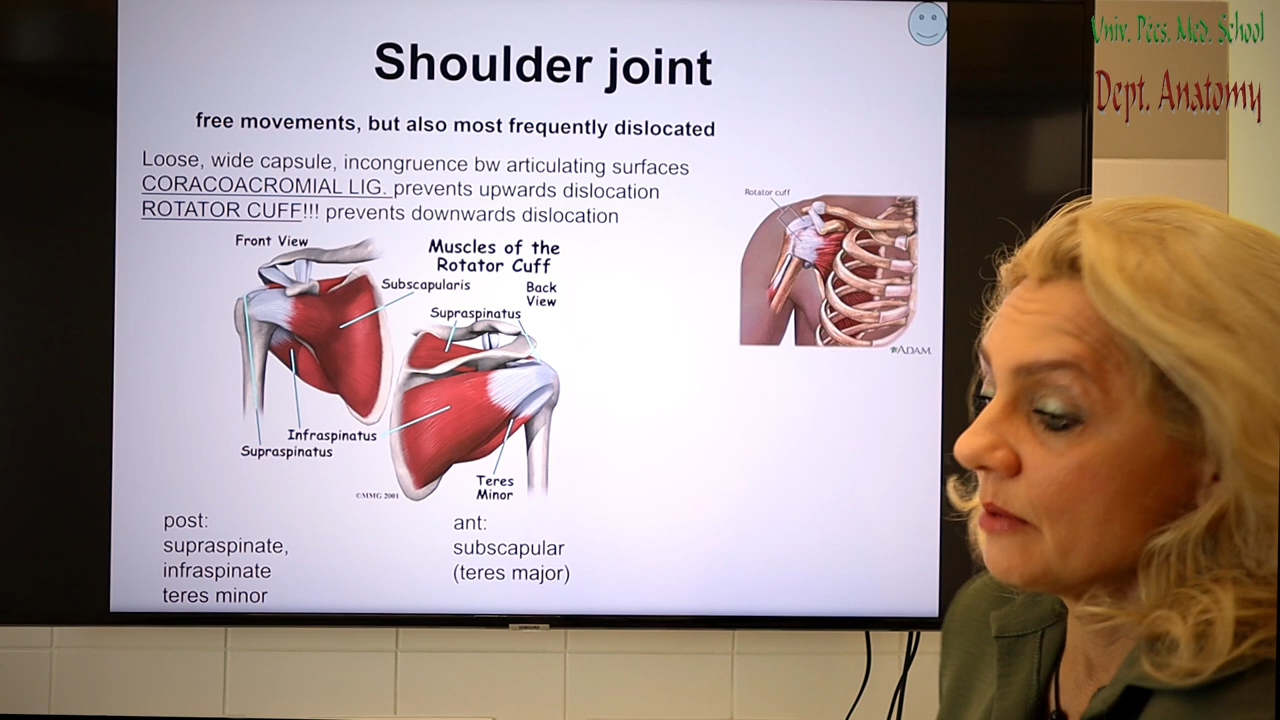 Univ. Pécs. Med. School
Dept. Anatomy
Shoulder joint
free movements, but also most frequently dislocated
Loose, wide capsule, incongruence bw articulating surfaces
CORACOACROMIAL LIG. prevents upwards dislocation
ROTATOR CUFF!!! prevents downwards dislocation
Rotator cuff
Front View
Muscles of the
Rotator Cuff
Subscapularis
Back
View
Supraspinatus
Infraspinatus
Supraspinatus
Teres
Minor
©MMG 2001
ADAM
post:
supraspinate,
infraspinate
teres minor
ant:
subscapular
(teres major)
SAMSUNG